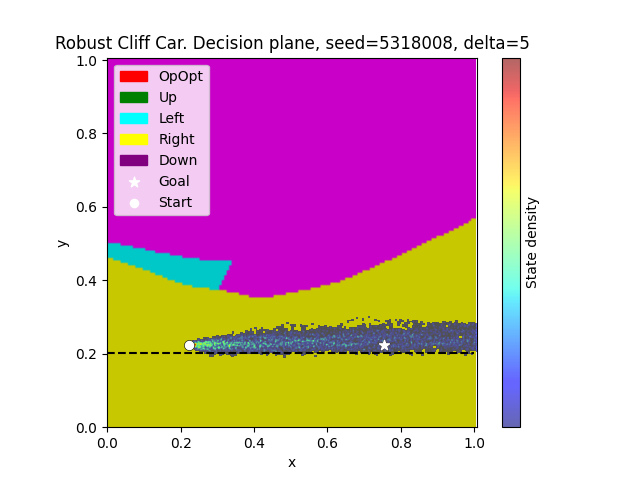 Robust Cliff Car. Decision plane, seed=5318008, delta=5
OpOpt
Up
Left
Right
Down
Goal
Start
1.0
0.8
0.6
0.4
0.2
0.0
y
0.0 0.2 0.4 0.6 0.8 1.0
x
State density